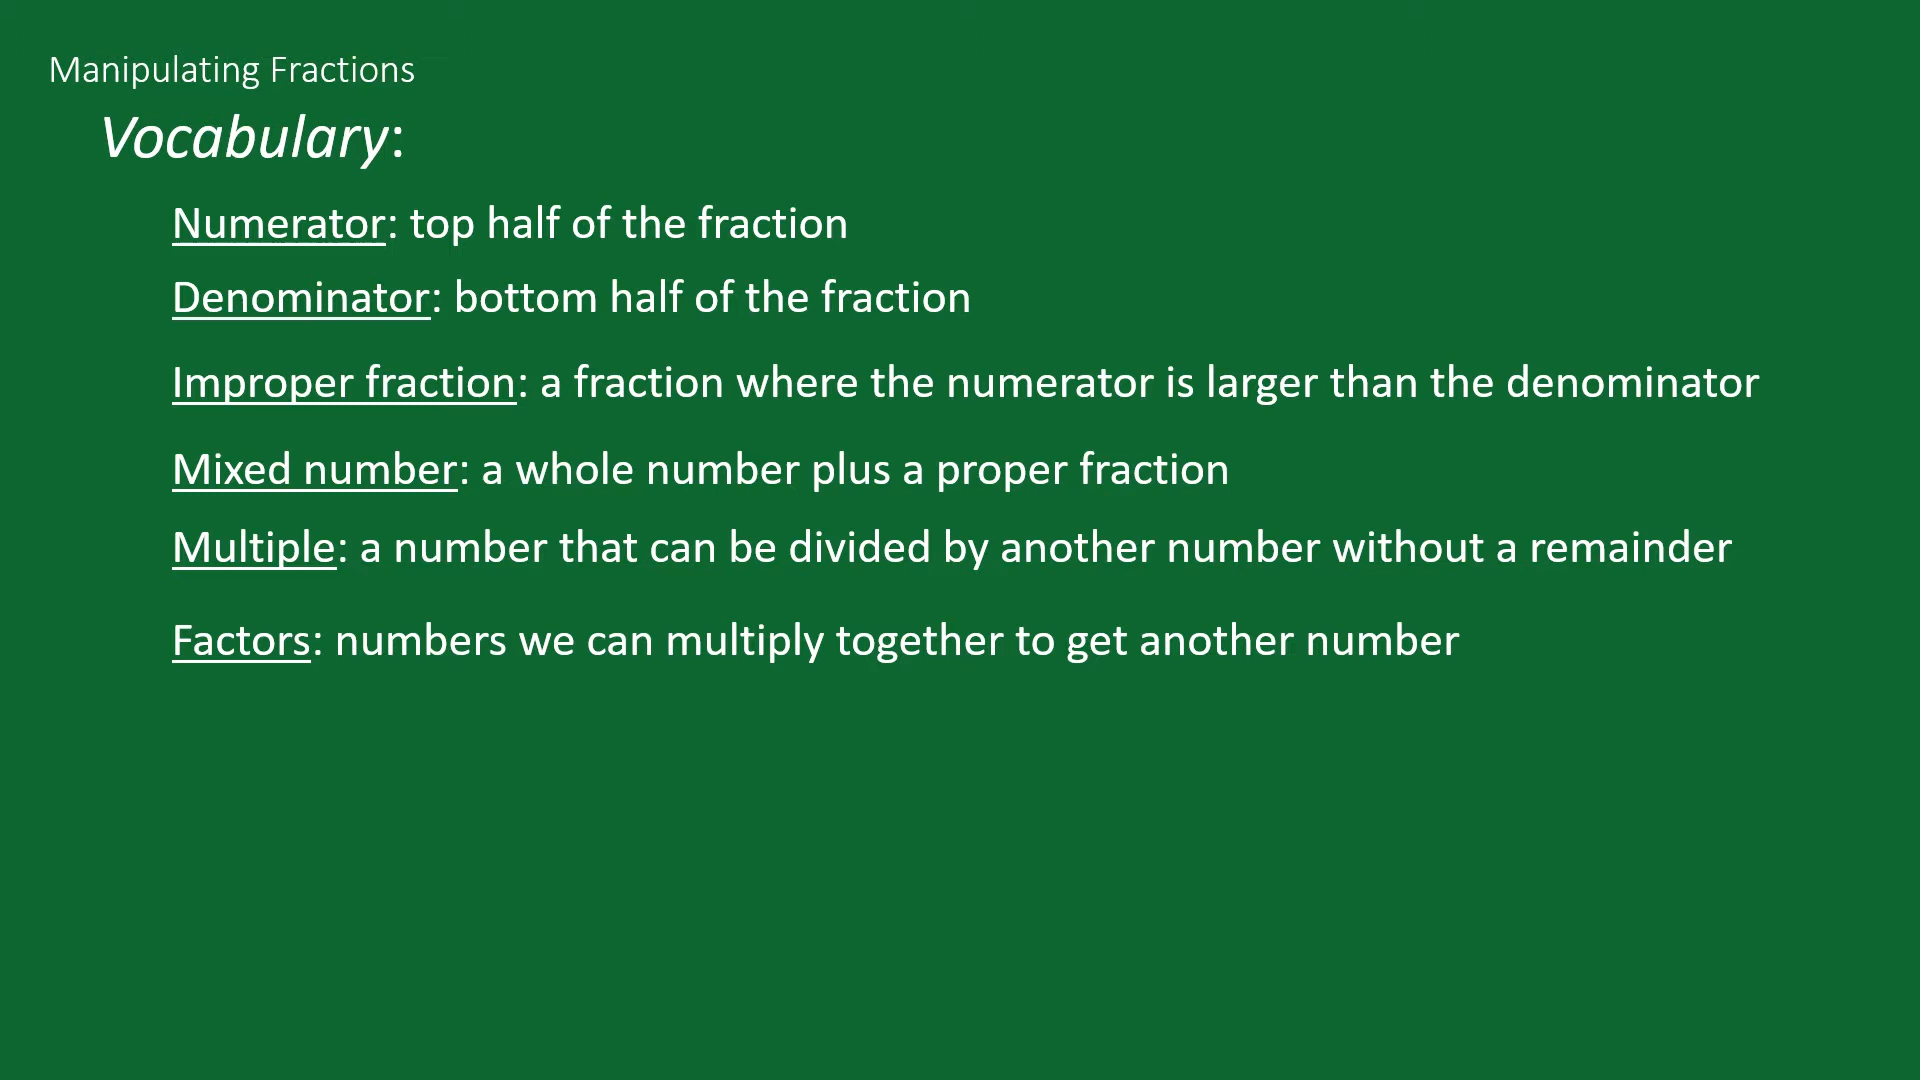 Manipulating Fractions
Vocabulary:
Numerator: top half of the fraction
Denominator: bottom half of the fraction
Improper fraction: a fraction where the numerator is larger than the denominator
Mixed number: a whole number plus a proper fraction
Multiple: a number that can be divided by another number without a remainder
Factors: numbers we can multiply together to get another number